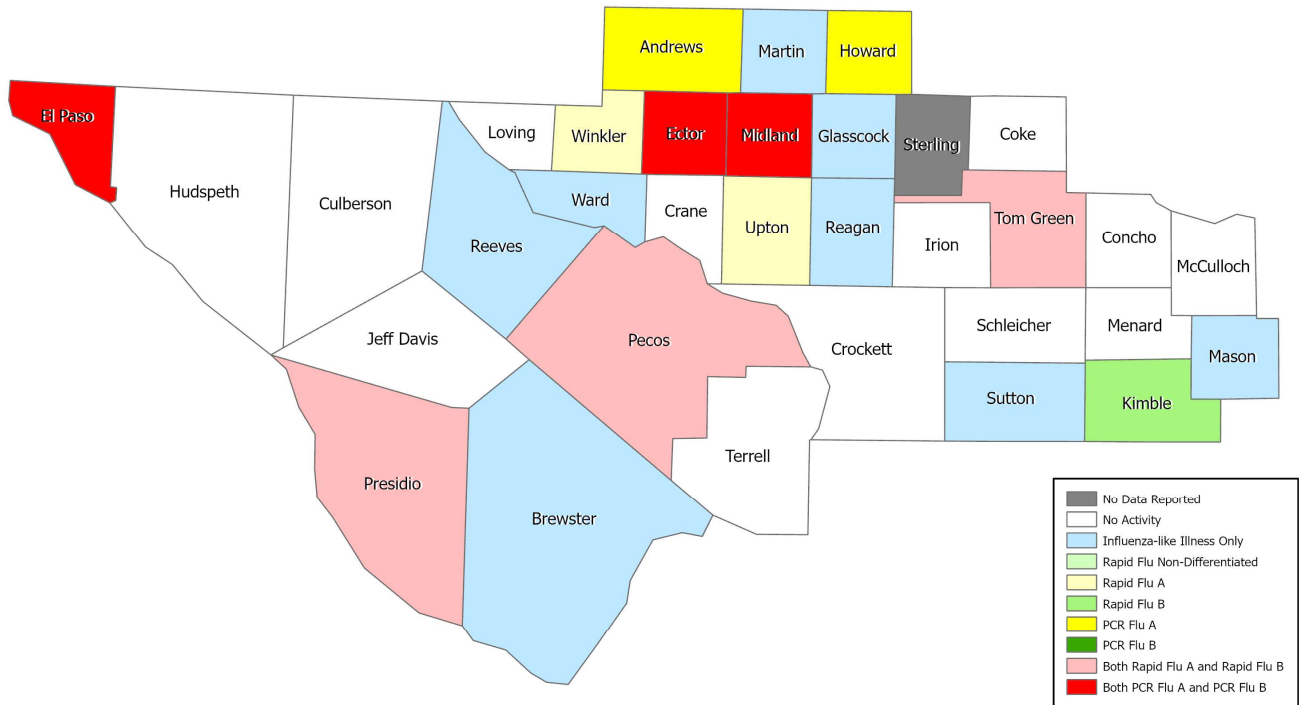 Andrews
Martin
Howard
El Paso
Hudspeth
Culberson
Loving
Winkler
Ector
Midland
Glasscock
Sterling
Coke
Reeves
Ward
Crane
Upton
Reagan
Irion
Tom Green
Concho
McCulloch
Jeff Davis
Pecos
Crockett
Schleicher
Menard
Mason
Sutton
Kimble
Terrell
Presidio
Brewster
No Data Reported
No Activity
Influenza-like Illness Only
Rapid Flu Non-Differentiated
Rapid Flu A
Rapid Flu B
PCR Flu A
PCR Flu B
Both Rapid Flu A and Rapid Flu B
Both PCR Flu A and PCR Flu B